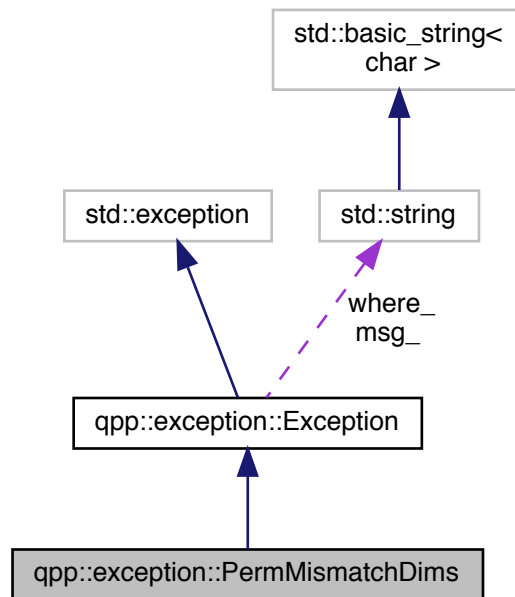 std::basic_string<
char >
std::exception
std::string
where_
msg_
qpp::exception::Exception
qpp::exception::PermMismatchDims